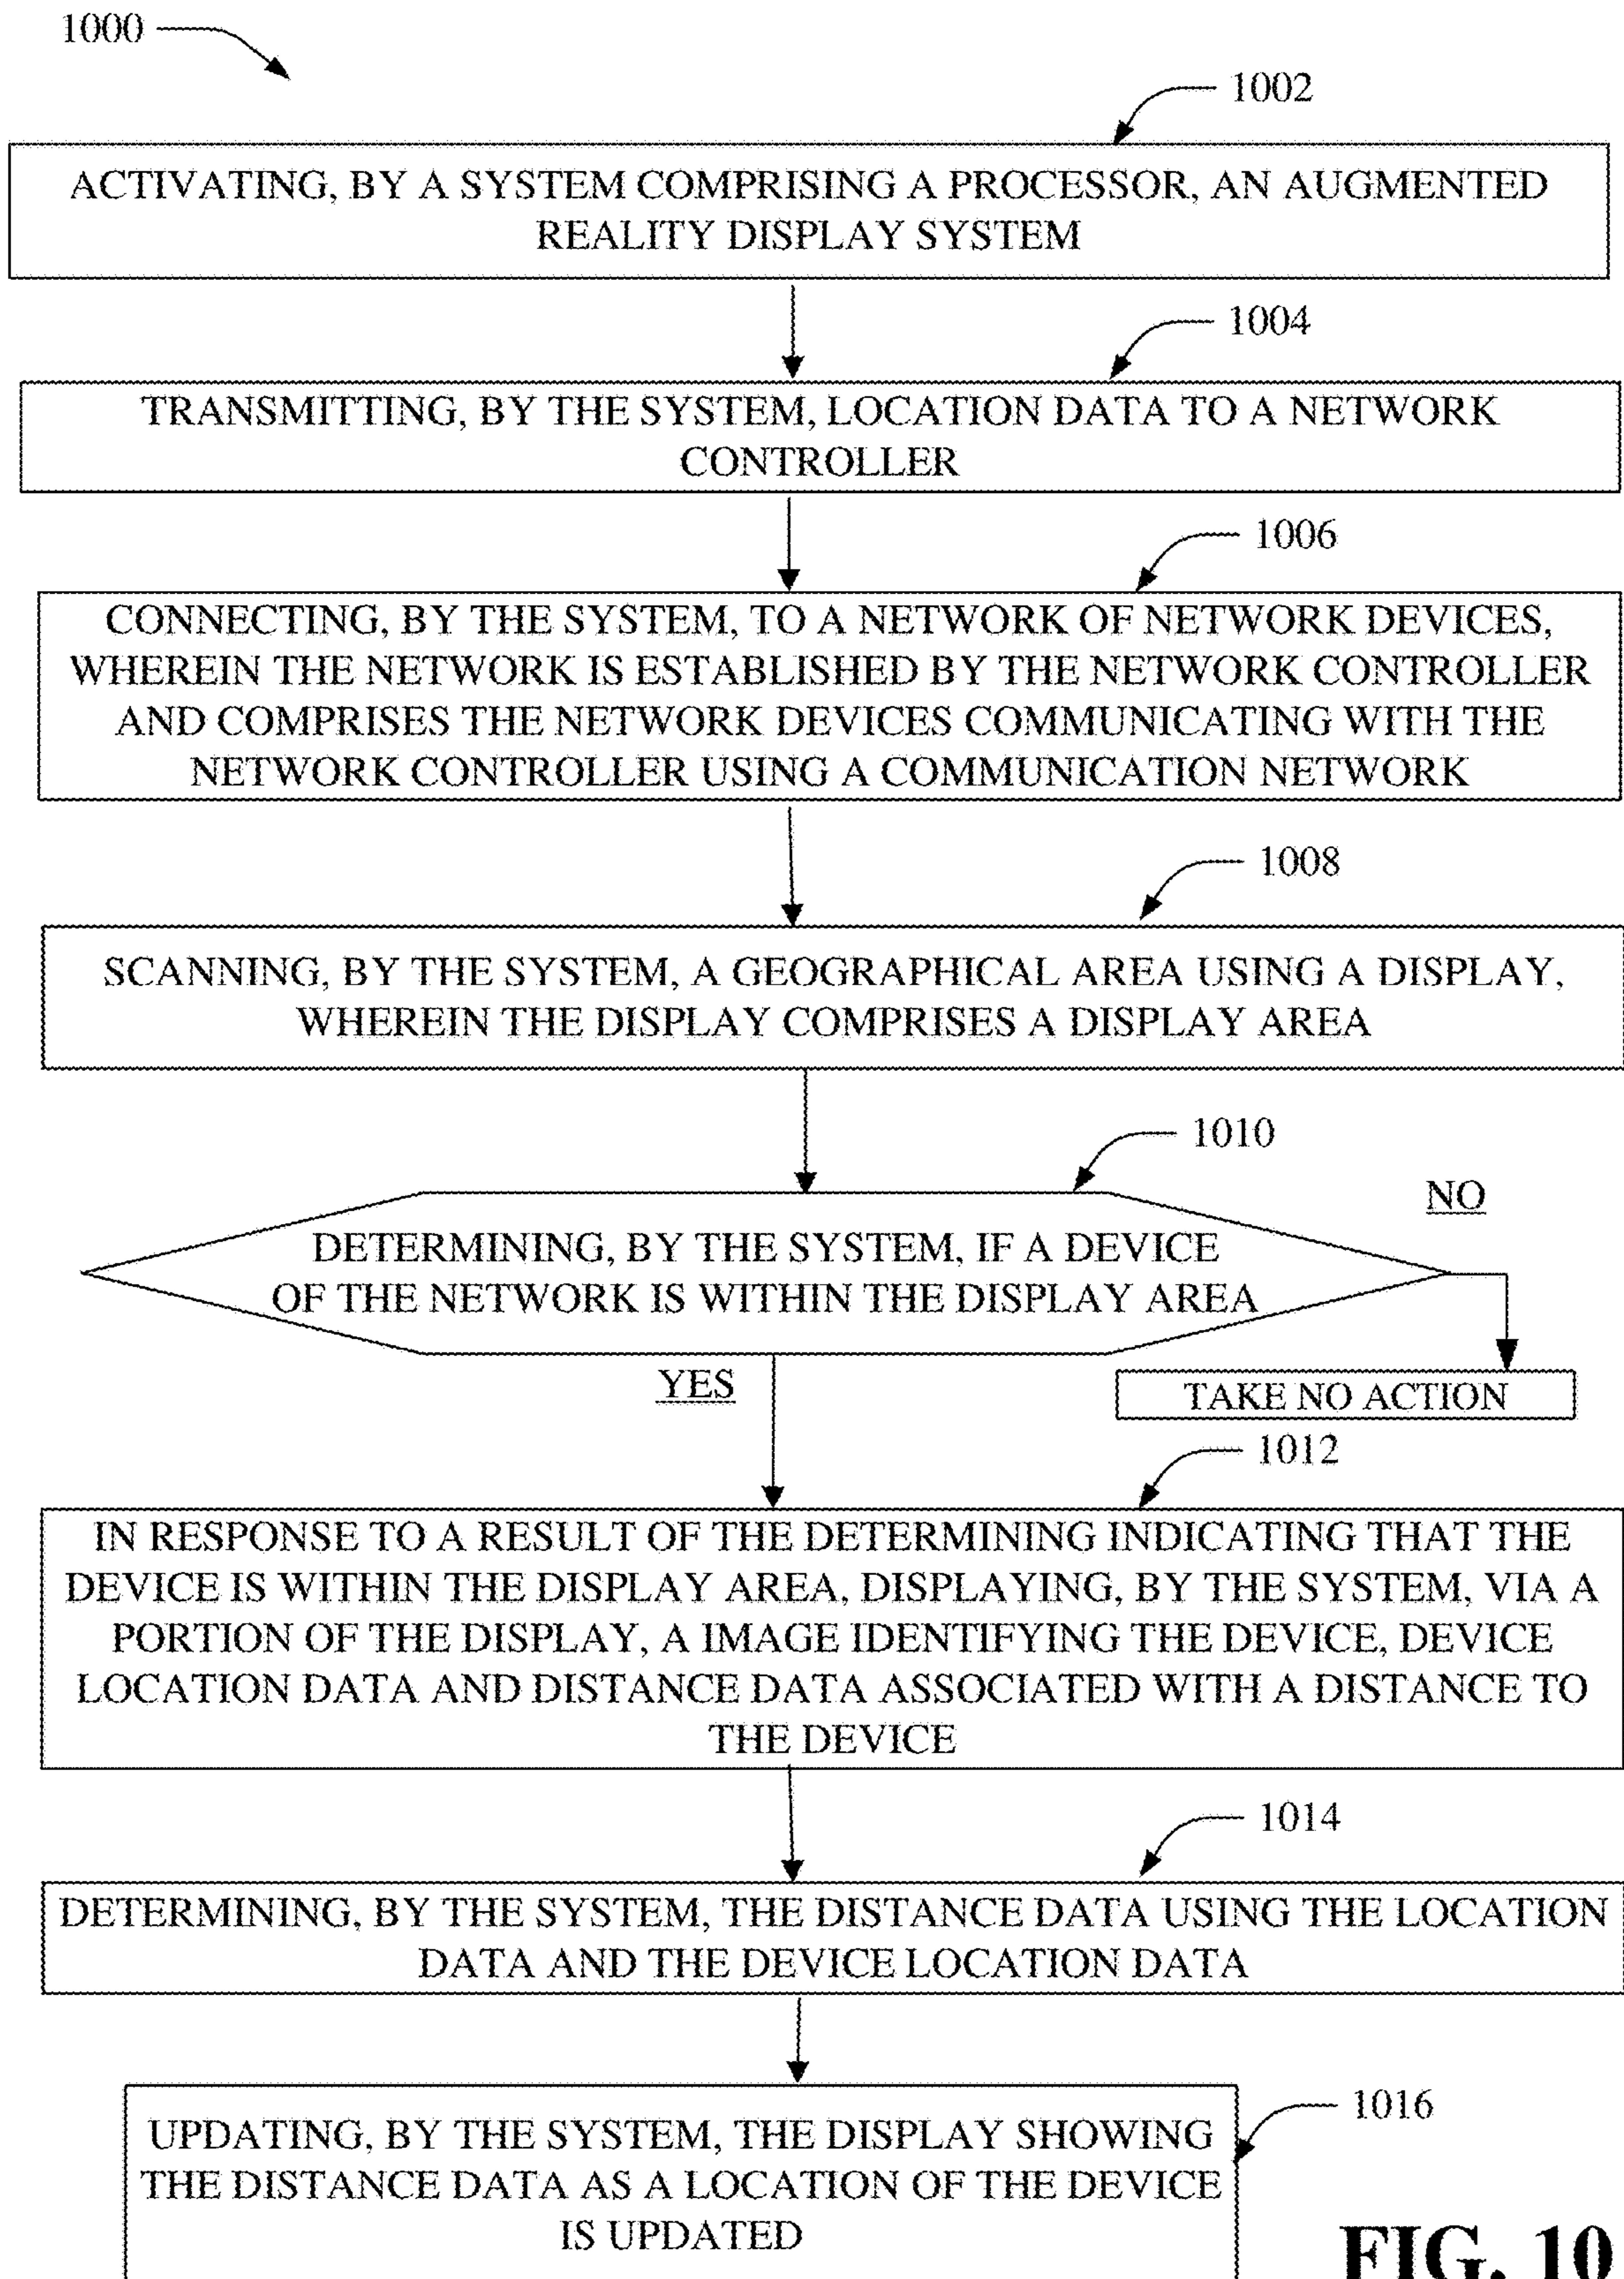 1000
1002
ACTIVATING, BY A SYSTEM COMPRISING A PROCESSOR, AN AUGMENTED
REALITY DISPLAY SYSTEM
1004
TRANSMITTING, BY THE SYSTEM, LOCATION DATA TO A NETWORK
CONTROLLER
1006
CONNECTING, BY THE SYSTEM, TO A NETWORK OF NETWORK DEVICES,
WHEREIN THE NETWORK IS ESTABLISHED BY THE NETWORK CONTROLLER
AND COMPRISES THE NETWORK DEVICES COMMUNICATING WITH THE
NETWORK CONTROLLER USING A COMMUNICATION NETWORK
1008
SCANNING, BY THE SYSTEM, A GEOGRAPHICAL AREA USING A DISPLAY,
WHEREIN THE DISPLAY COMPRISES A DISPLAY AREA
1010
NO
DETERMINING, BY THE SYSTEM, IF A DEVICE
OF THE NETWORK IS WITHIN THE DISPLAY AREA
YES
TAKE NO ACTION
1012
IN RESPONSE TO A RESULT OF THE DETERMINING INDICATING THAT THE
DEVICE IS WITHIN THE DISPLAY AREA, DISPLAYING, BY THE SYSTEM, VIA A
PORTION OF THE DISPLAY, A IMAGE IDENTIFYING THE DEVICE, DEVICE
LOCATION DATA AND DISTANCE DATA ASSOCIATED WITH A DISTANCE TO
THE DEVICE
1014
DETERMINING, BY THE SYSTEM, THE DISTANCE DATA USING THE LOCATION
DATA AND THE DEVICE LOCATION DATA
1016
UPDATING, BY THE SYSTEM, THE DISPLAY SHOWING
THE DISTANCE DATA AS A LOCATION OF THE DEVICE
IS UPDATED
FIG. 10